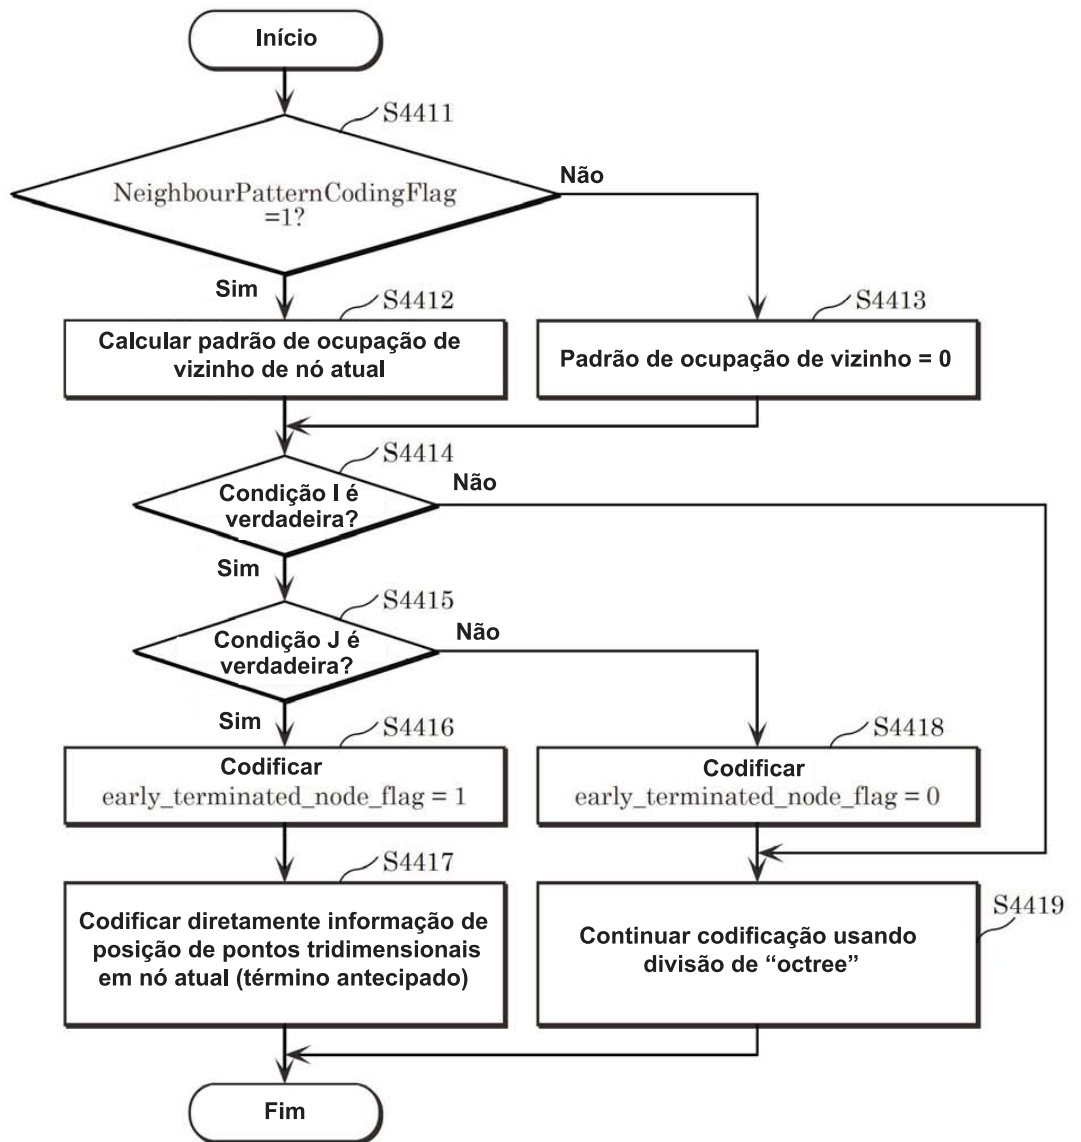 Início
S4411
NeighbourPatternCodingFlag
=1?
Não
Sim
S4412
S4413
Calcular padrão de ocupação de
vizinho de nó atual
Padrão de ocupação de vizinho = 0
S4414
Condição I é
verdadeira?
Não
Sim
S4415
Condição J é
verdadeira?
Não
Sim
S4416
S4418
Codificar
early_terminated_node_flag = 1
Codificar
early_terminated_node_flag = 0
S4417
S4419
Codificar diretamente informação de
posição de pontos tridimensionais
em nó atual (término antecipado)
Continuar codificação usando
divisão de “octree”
Fim